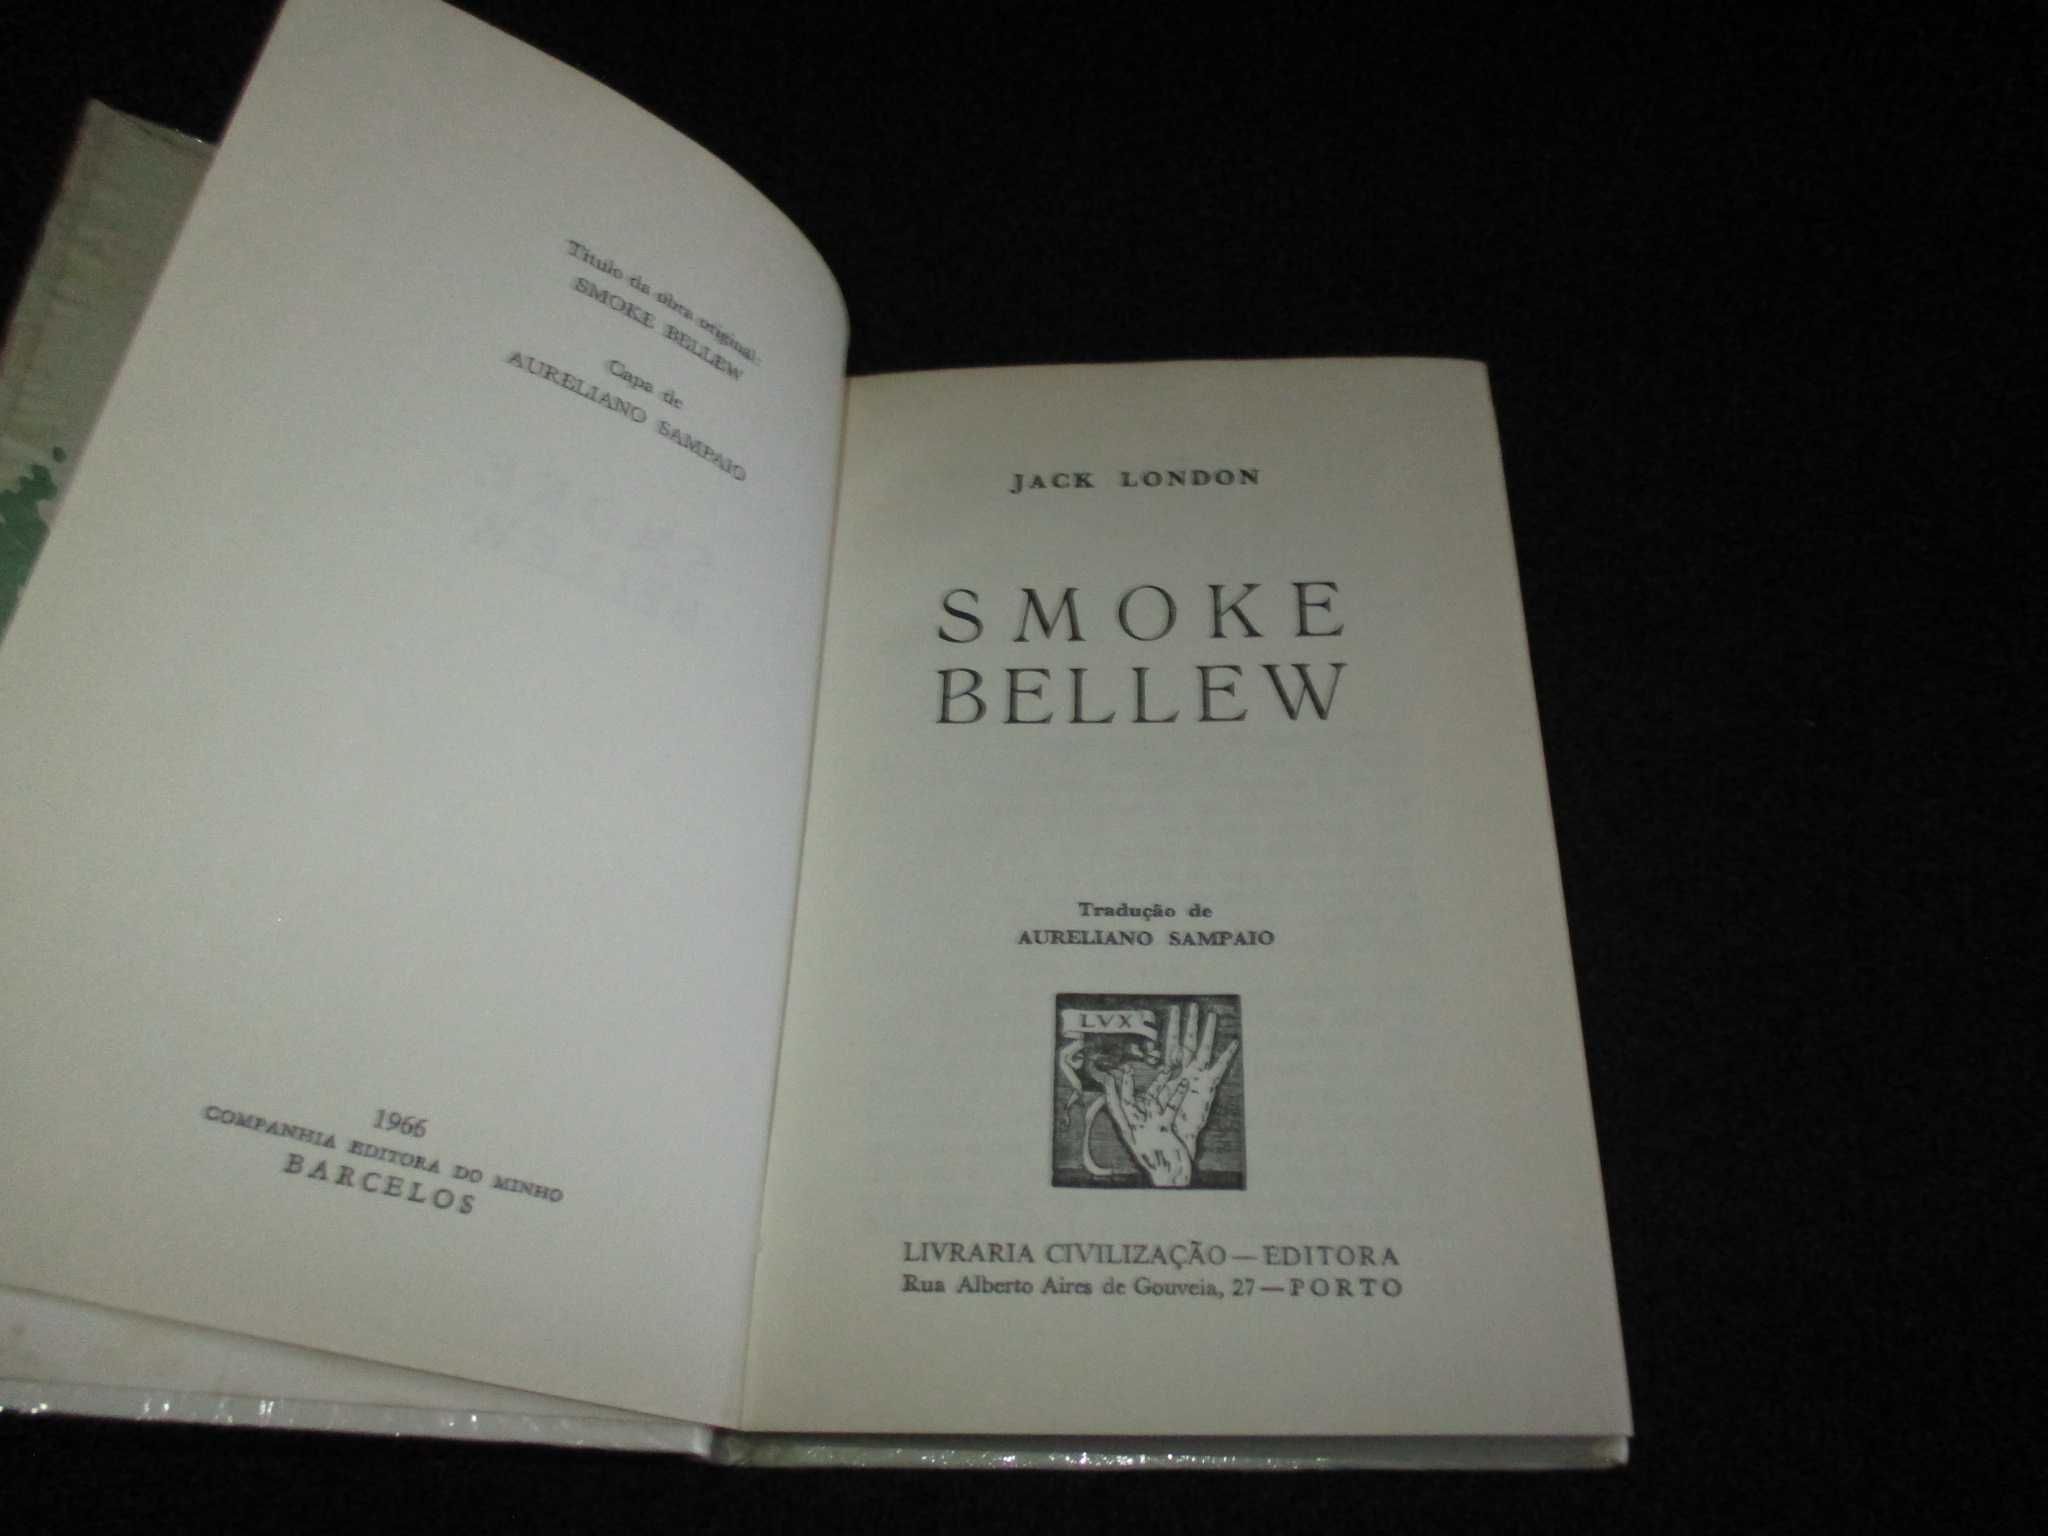 Título da obra original:
SMOKE BELLEW
Capa de
AURELIANO SAMPAIO
1966
COMPANHIA EDITORA DO MINHO
BARCELOS
JACK LONDON
SMOKE
BELLEW
Tradução de
AURELIANO SAMPAIO
LVX
LIVRARIA CIVILIZAÇÃO — EDITORA
Rua Alberto Aires de Gouveia, 27 — PORTO